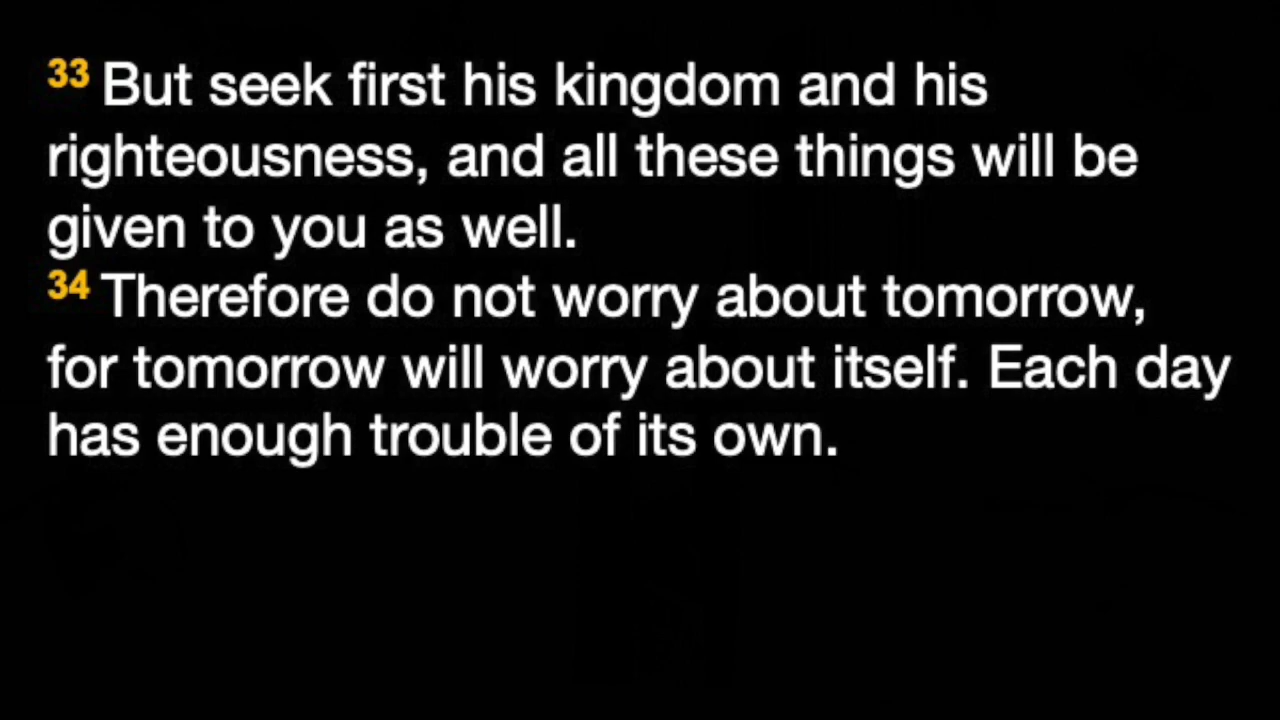 33 But seek first his kingdom and his
righteousness, and all these things will be
given to you as well.
34 Therefore do not worry about tomorrow,
for tomorrow will worry about itself. Each day
has enough trouble of its own.